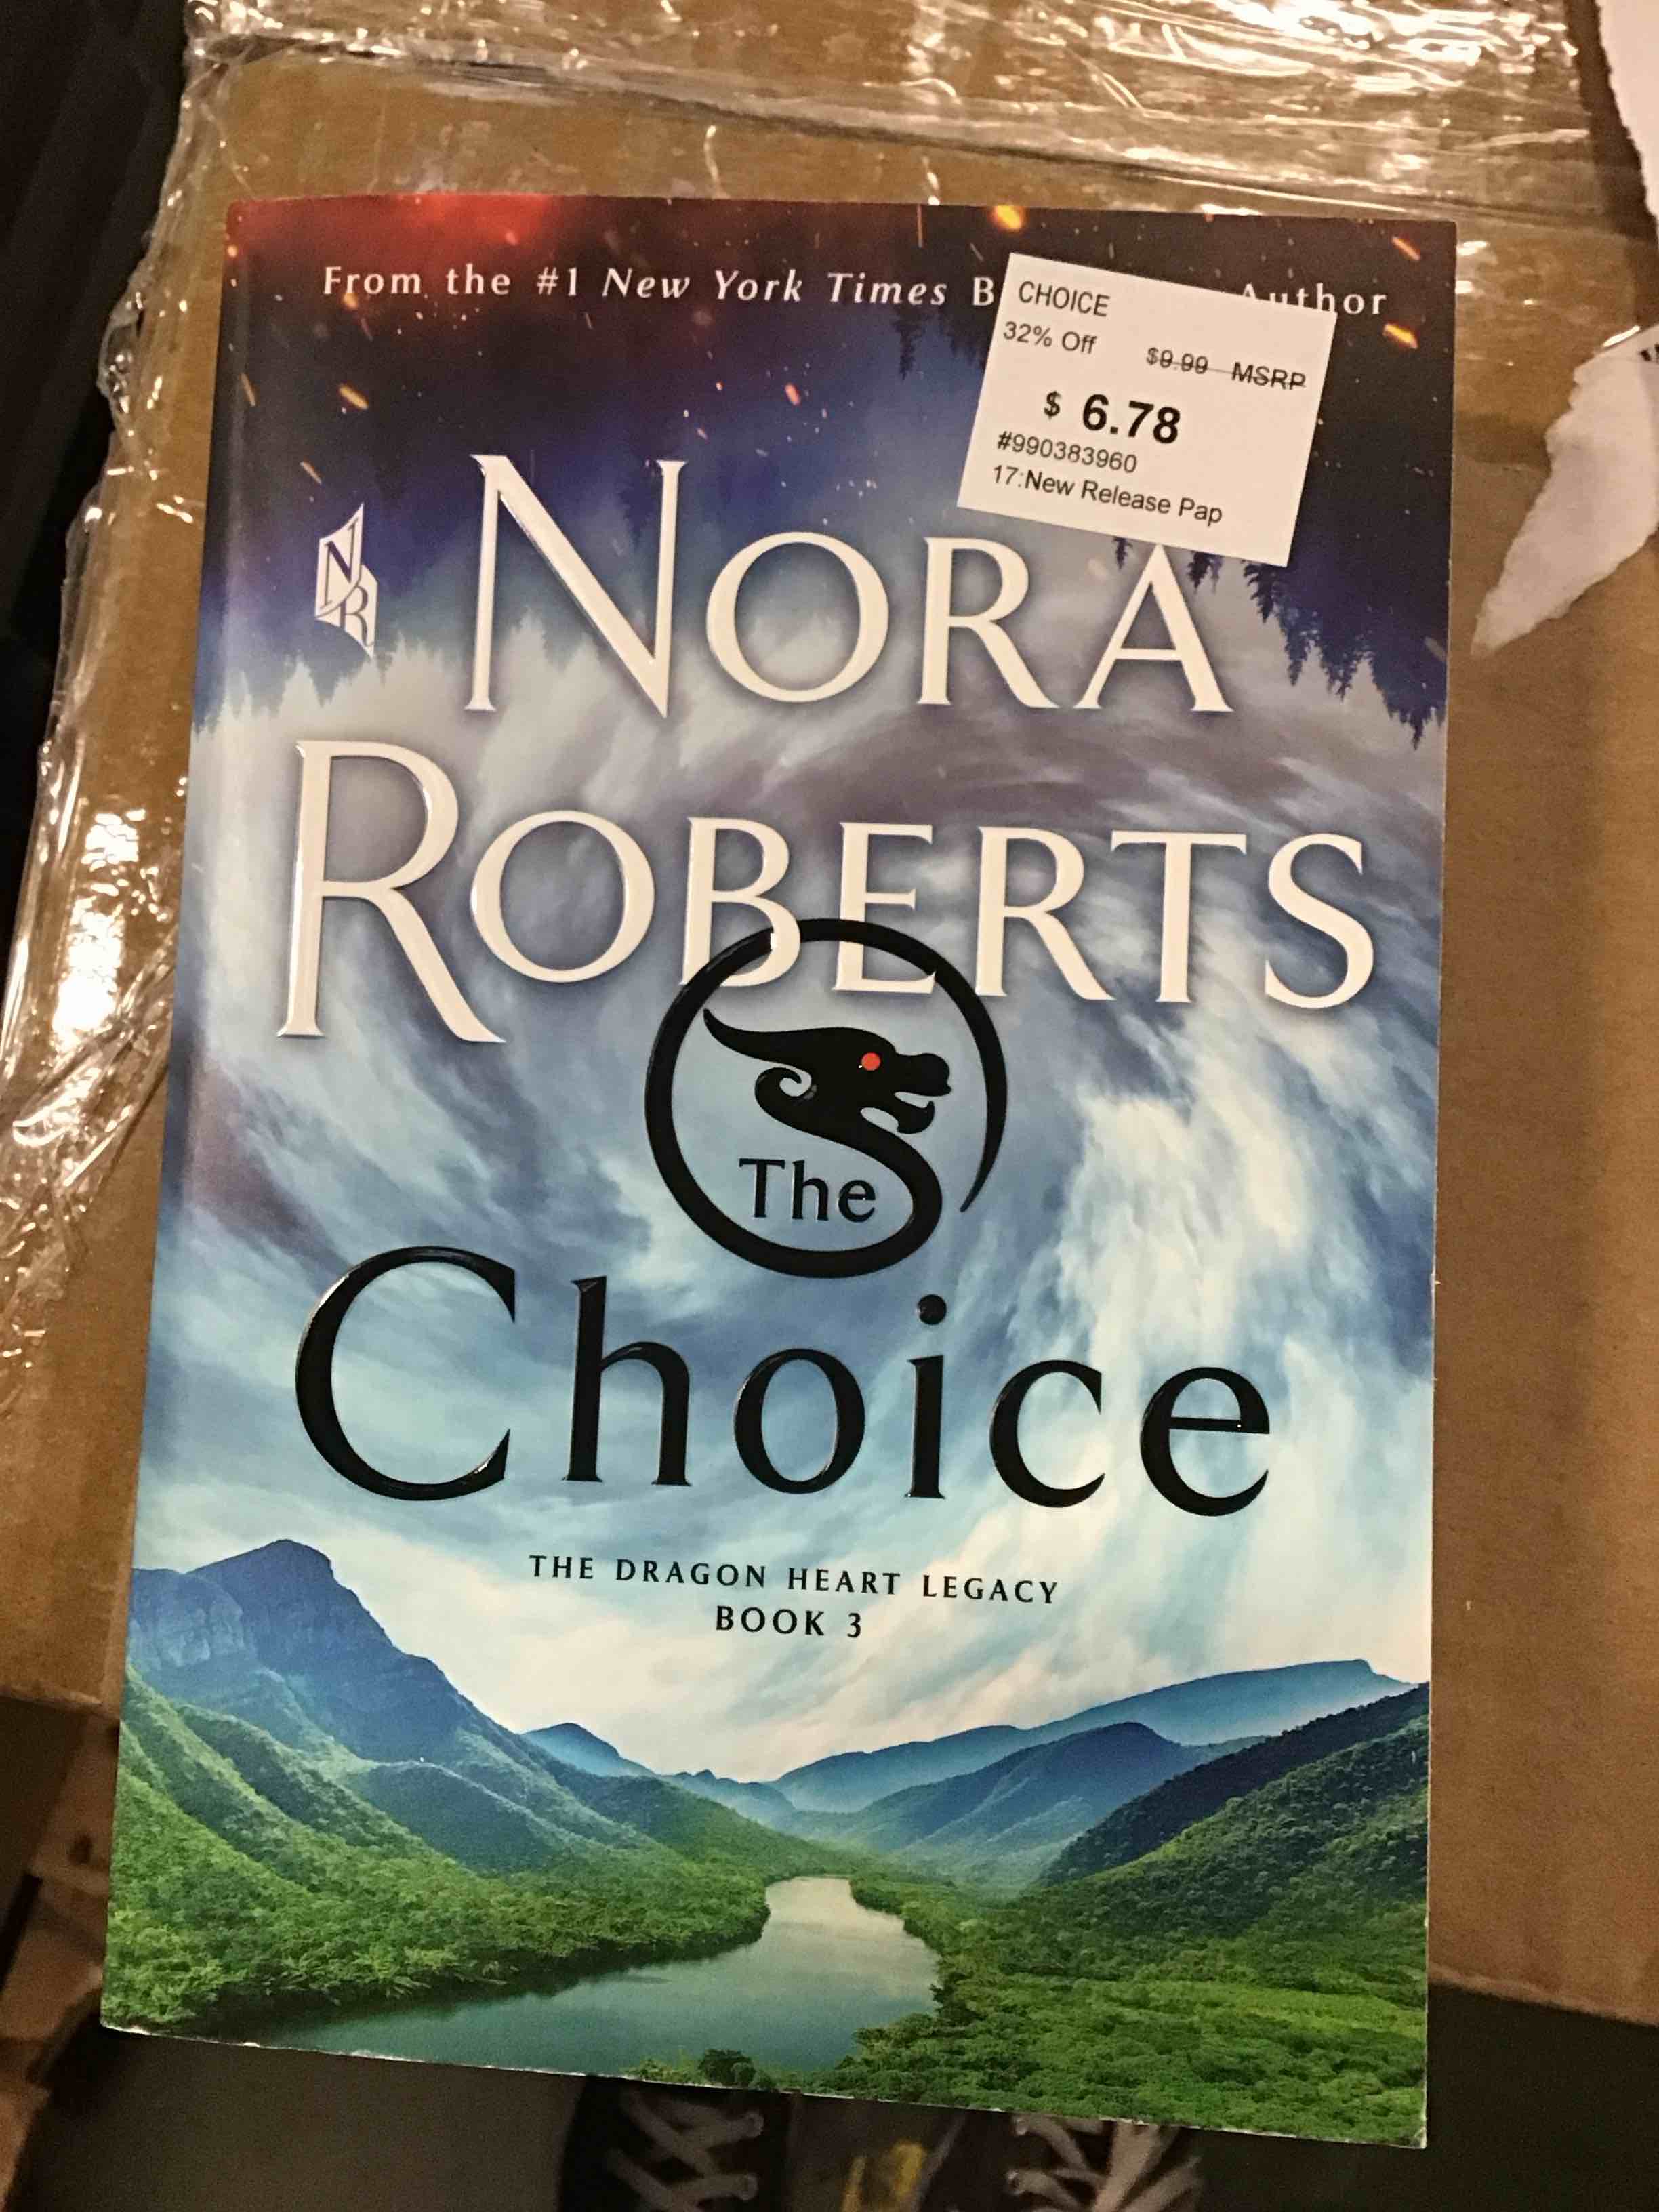 From the #1 New York Times Author
CHOICE
32% Off $9.99 MSRP
$ 6.78
#990383960
17:New Release Pap
NR
NORA
ROBERTS
The
Choice
THE DRAGON HEART LEGACY
BOOK 3